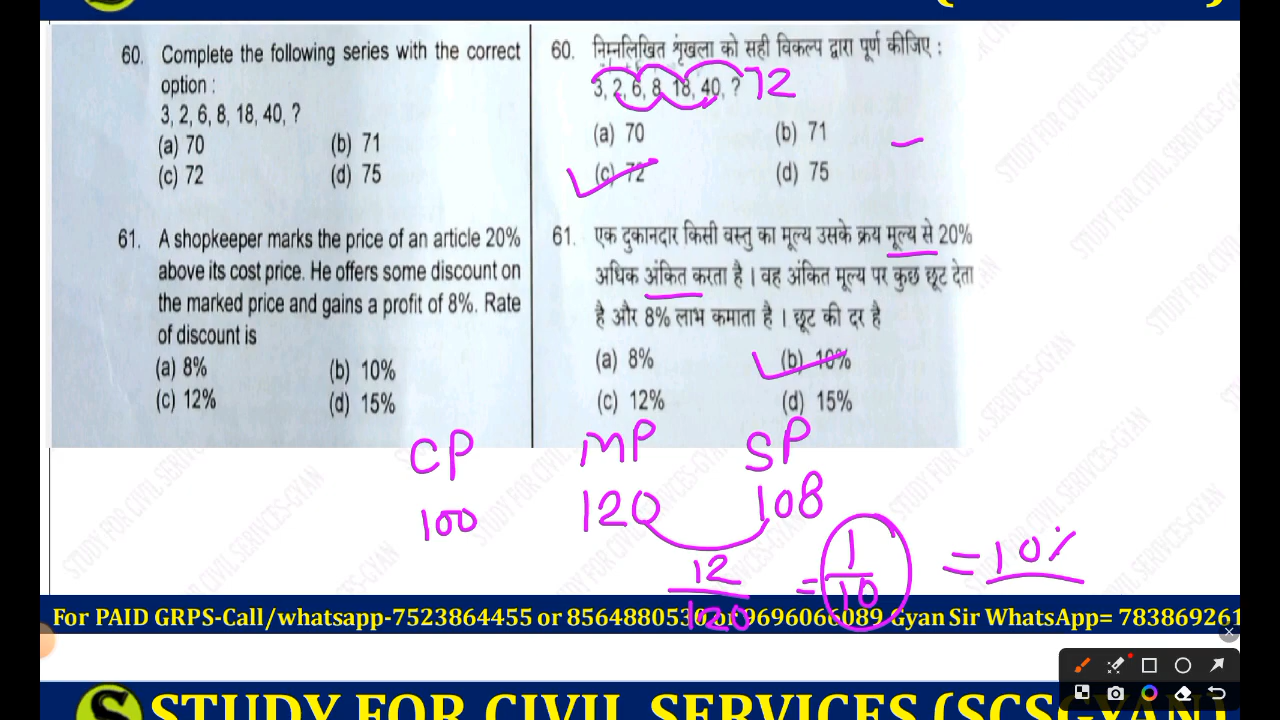 60. Complete the following series with the correct
option :
3, 2, 6, 8, 18, 40, ?
(a) 70 (b) 71
(c) 72 (d) 75
61. A shopkeeper marks the price of an article 20%
above its cost price. He offers some discount on
the marked price and gains a profit of 8%. Rate
of discount is
(a) 8% (b) 10%
(c) 12% (d) 15%
60. निम्नलिखित शृंखला को सही विकल्प द्वारा पूर्ण कीजिए :
3, 2, 6, 8, 18, 40, ? 72
(a) 70 (b) 71
(c) 72 (d) 75
61. एक दुकानदार किसी वस्तु का मूल्य उसके क्रय मूल्य से 20%
अधिक अंकित करता है । वह अंकित मूल्य पर कुछ छूट देता
है और 8% लाभ कमाता है । छूट की दर है
(a) 8% (b) 10%
(c) 12% (d) 15%
CP MP SP
100 120 108
12/120 = 1/10 = 10%
For PAID GRPS-Call/whatsapp-7523864455 or 8564880530 or 9696066089 Gyan Sir WhatsApp= 783869261
STUDY FOR CIVIL SERVICES (SCSGYAN)
STUDY FOR CIVIL SERVICES-GYAN